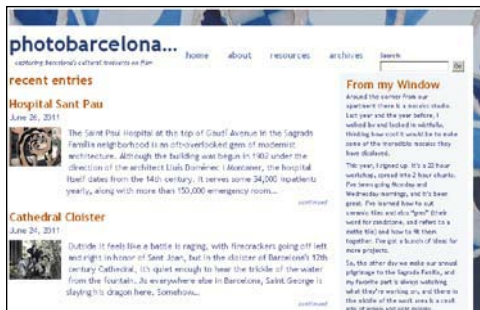 photobarcelona...
capturing barcelona's cultural treasures on film
home about resources archives
Search:
Go
recent entries
Hospital Sant Pau
June 26, 2011
The Saint Paul Hospital at the top of Gaudí Avenue in the Sagrada
Família neighborhood is an oft-overlooked gem of modernist
architecture. Although the building was begun in 1902 under the
direction of the architect Lluís Domènec i Montaner, the hospital
itself dates from the 14th century. It serves some 34,000 inpatients
yearly, along with more than 150,000 emergency room...
continued
Cathedral Cloister
June 24, 2011
Outside it feels like a battle is raging, with firecrackers going off left
and right in honor of Sant Joan, but in the cloister of Barcelona's 13th
century Cathedral, it's quiet enough to hear the trickle of the water
from the fountain. As everywhere else in Barcelona, Saint George is
slaying his dragon here. Somehow...
continued
From my Window
Around the corner from our
apartment there is a mosaic studio.
Last year and the year before, I
walked by and looked in wistfully,
thinking how cool it would be to make
some of the incredible mosaics they
have displayed.
This year, I signed up. It's a 22 hour
workshop, spread into 2 hour chunks.
I've been going Monday and
Wednesday mornings, and it's been
great. I've learned how to cut
ceramic tiles and also "gres" (their
word for sandstone, and refers to a
matte tile) and how to fit them
together. I've got a bunch of ideas for
more projects.
So, the other day we made our annual
pilgrimage to the Sagrada Família, and
my favorite part is always watching
what they're working on, and there in
the middle of the work area is a cool